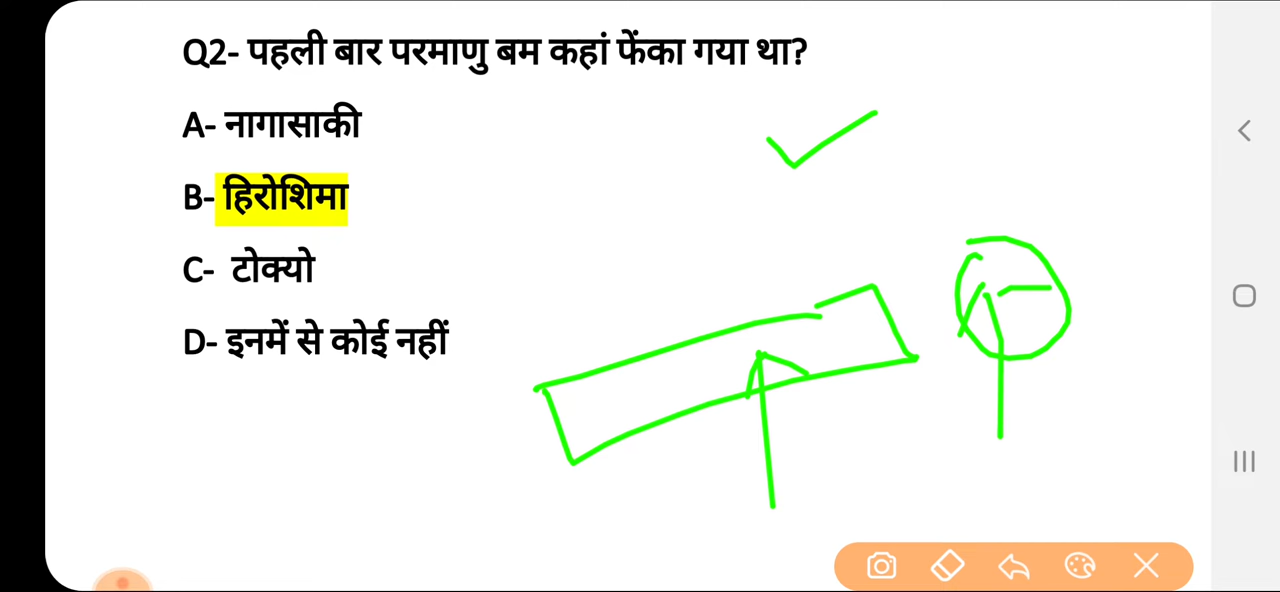 Q2- पहली बार परमाणु बम कहां फेंका गया था?
A- नागासाकी
B- हिरोशिमा
C- टोक्यो
D- इनमें से कोई नहीं